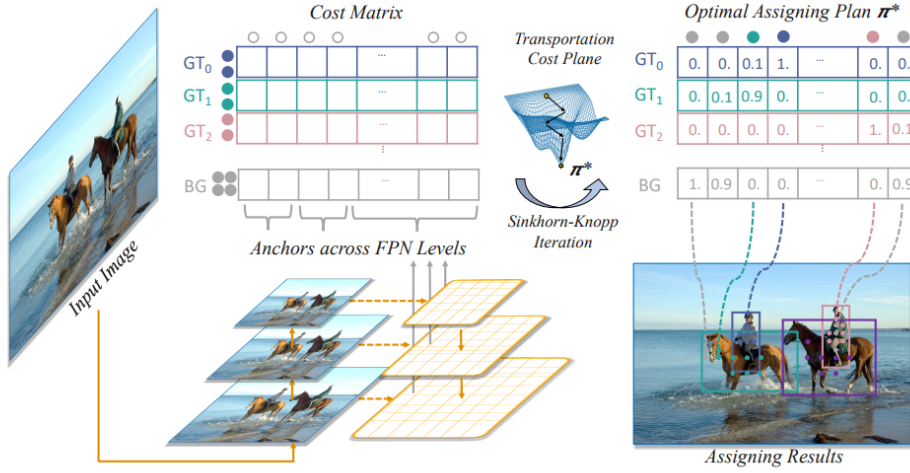 Cost Matrix
GT0
GT1
GT2
...
⋮
BG
...
Anchors across FPN Levels
Input Image
Transportation
Cost Plane
π*
Sinkhorn-Knopp
Iteration
Optimal Assigning Plan π*
GT0 0. 0. 0.1 1. ... 0. 0.
GT1 0. 0.1 0.9 0. ... 0. 0.
GT2 0. 0. 0. 0. ... 1. 0.1
⋮
BG 1. 0.9 0. 0. ... 0. 0.9
Assigning Results